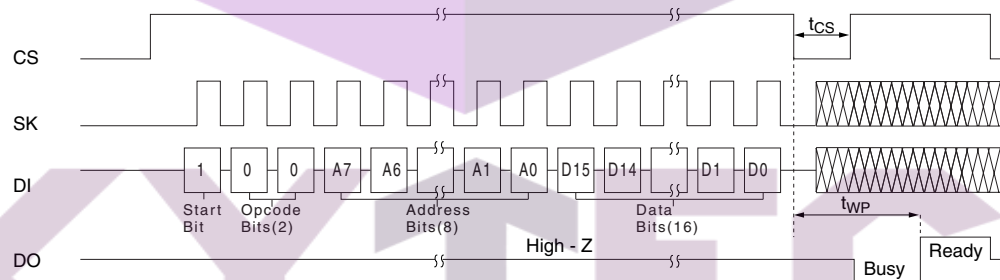 CS
tCS
SK
DI
1 0 0 A7 A6 A1 A0 D15 D14 D1 D0
Start
Bit
Opcode
Bits(2)
Address
Bits(8)
Data
Bits(16)
tWP
DO
High - Z
Busy
Ready